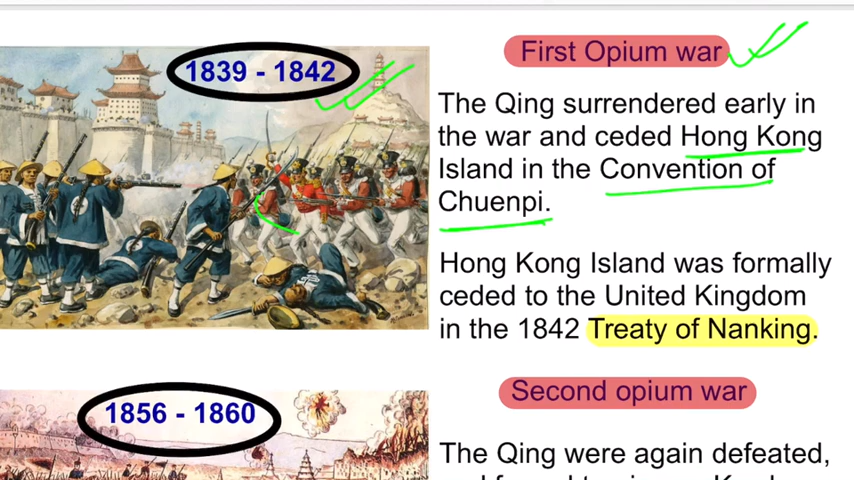 1839 - 1842
First Opium war
The Qing surrendered early in
the war and ceded Hong Kong
Island in the Convention of
Chuenpi.
Hong Kong Island was formally
ceded to the United Kingdom
in the 1842 Treaty of Nanking.
1856 - 1860
Second opium war
The Qing were again defeated,